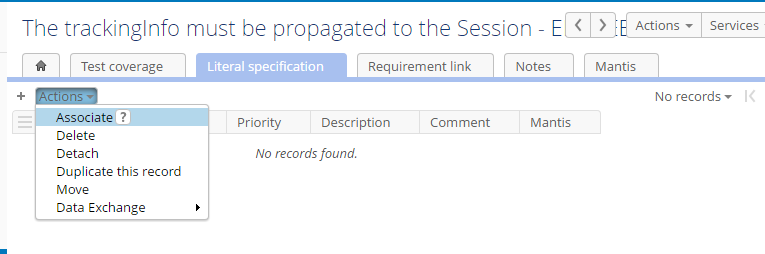 The trackingInfo must be propagated to the Session - E
Actions Services
Test coverage Literal specification Requirement link Notes Mantis
+ Actions No records
Associate ?
Priority Description Comment Mantis
Delete
Detach No records found.
Duplicate this record
Move
Data Exchange